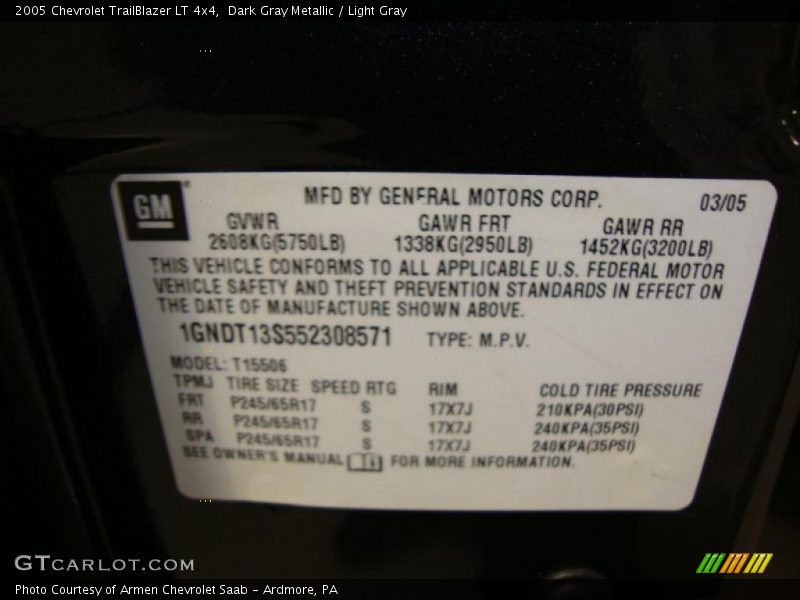 2005 Chevrolet TrailBlazer LT 4x4, Dark Gray Metallic / Light Gray
GM
MFD BY GENERAL MOTORS CORP. 03/05
GVWR GAWR FRT GAWR RR
2608KG(5750LB) 1338KG(2950LB) 1452KG(3200LB)
THIS VEHICLE CONFORMS TO ALL APPLICABLE U.S. FEDERAL MOTOR
VEHICLE SAFETY AND THEFT PREVENTION STANDARDS IN EFFECT ON
THE DATE OF MANUFACTURE SHOWN ABOVE.
1GNDT13S552308571 TYPE: M.P.V.
MODEL: T15506
TPMJ TIRE SIZE SPEED RTG RIM COLD TIRE PRESSURE
FRT P245/65R17 S 17X7J 210KPA(30PSI)
RR P245/65R17 S 17X7J 240KPA(35PSI)
SPA P245/65R17 S 17X7J 240KPA(35PSI)
SEE OWNER'S MANUAL FOR MORE INFORMATION.
GTCARLOT.COM
Photo Courtesy of Armen Chevrolet Saab - Ardmore, PA